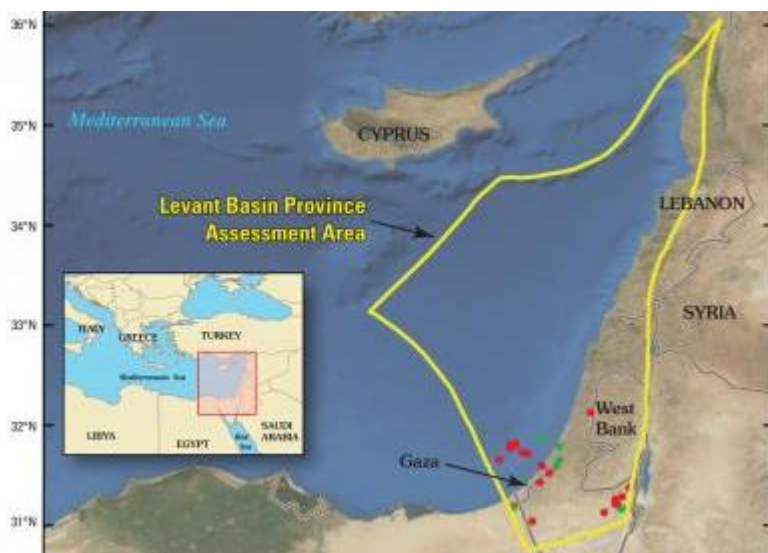 36°N
35°N
34°N
33°N
32°N
31°N
Mediterranean Sea
CYPRUS
Levant Basin Province
Assessment Area
LEBANON
SYRIA
West
Bank
Gaza
ITALY
GREECE
TURKEY
Mediterranean Sea
LIBYA
EGYPT
Red
Sea
SAUDI
ARABIA